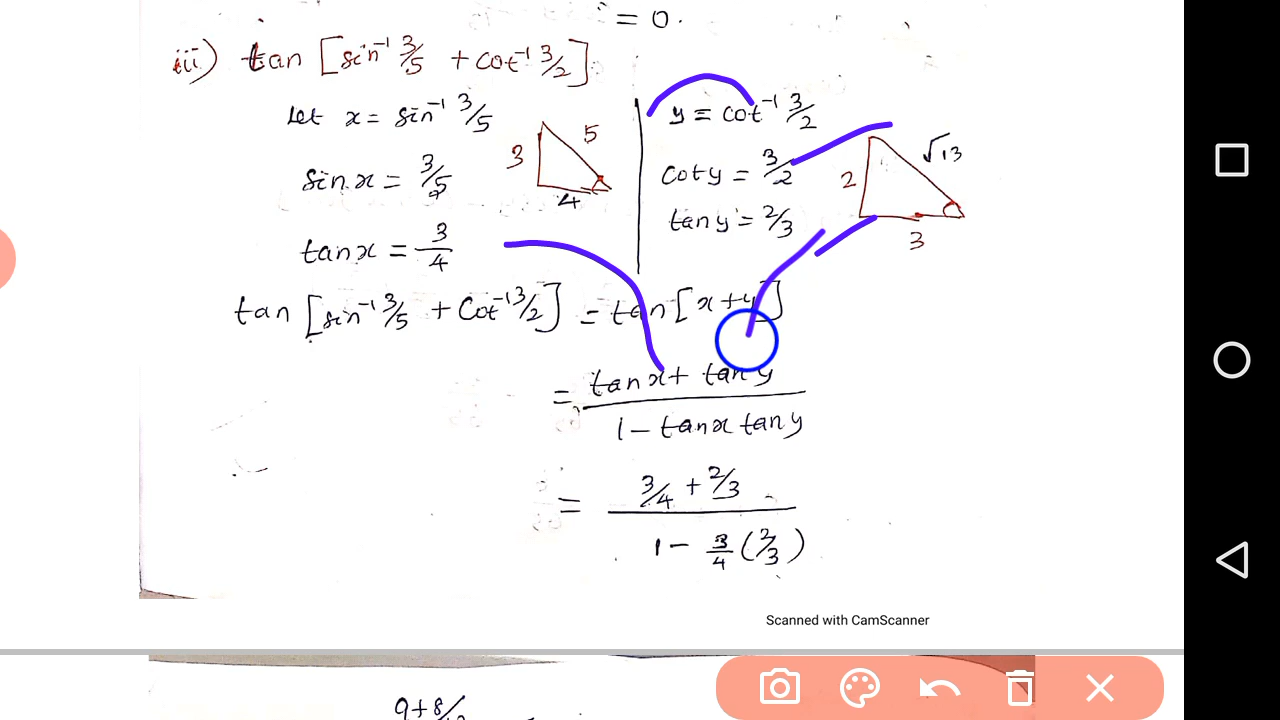 = 0.
iii) tan [sin⁻¹ 3/5 + cot⁻¹ 3/2]
Let x = sin⁻¹ 3/5
sin x = 3/5
tan x = 3/4
3 5 4
y = cot⁻¹ 3/2
cot y = 3/2
tan y = 2/3
2 √13 3
tan [sin⁻¹ 3/5 + Cot⁻¹ 3/2] = tan [x + y]
= tan x + tan y / 1 - tan x tan y
= 3/4 + 2/3 / 1 - 3/4 (2/3)
Scanned with CamScanner
9+8/